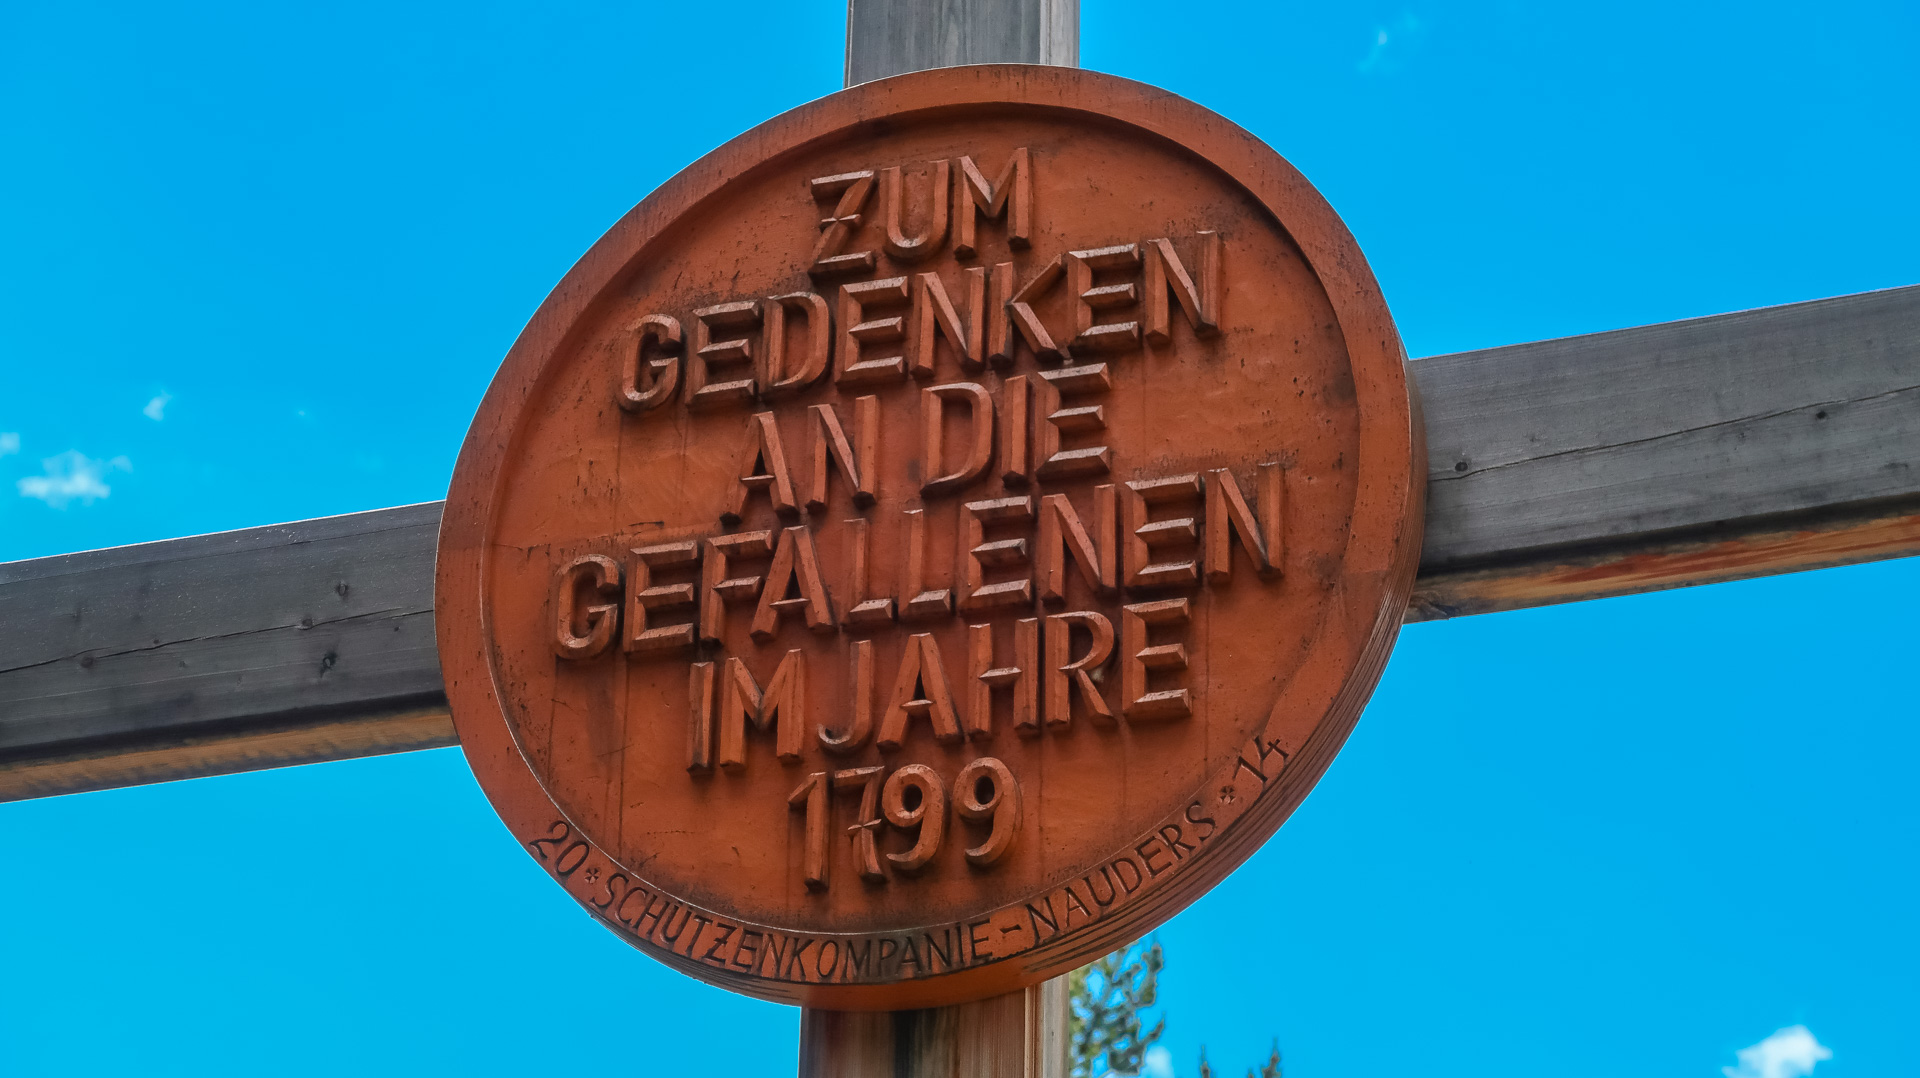 ZUM
GEDENKEN
AN DIE
GEFALLENEN
IM JAHRE
1799
20 * SCHÜTZENKOMPANIE - NAUDERS * 14